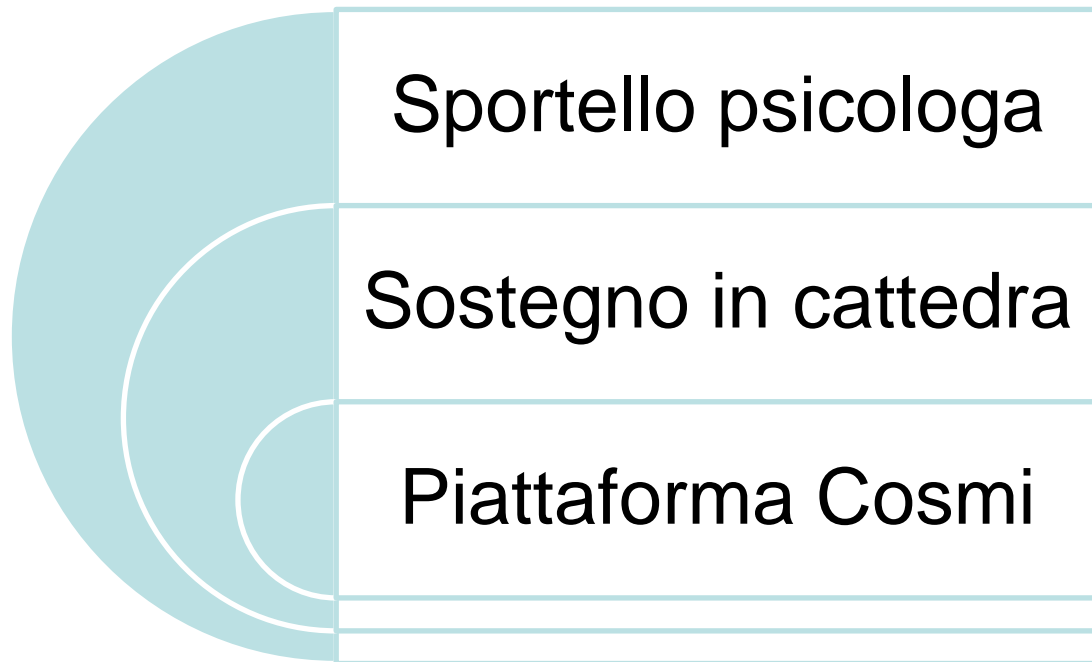 Sportello psicologa
Sostegno in cattedra
Piattaforma Cosmi